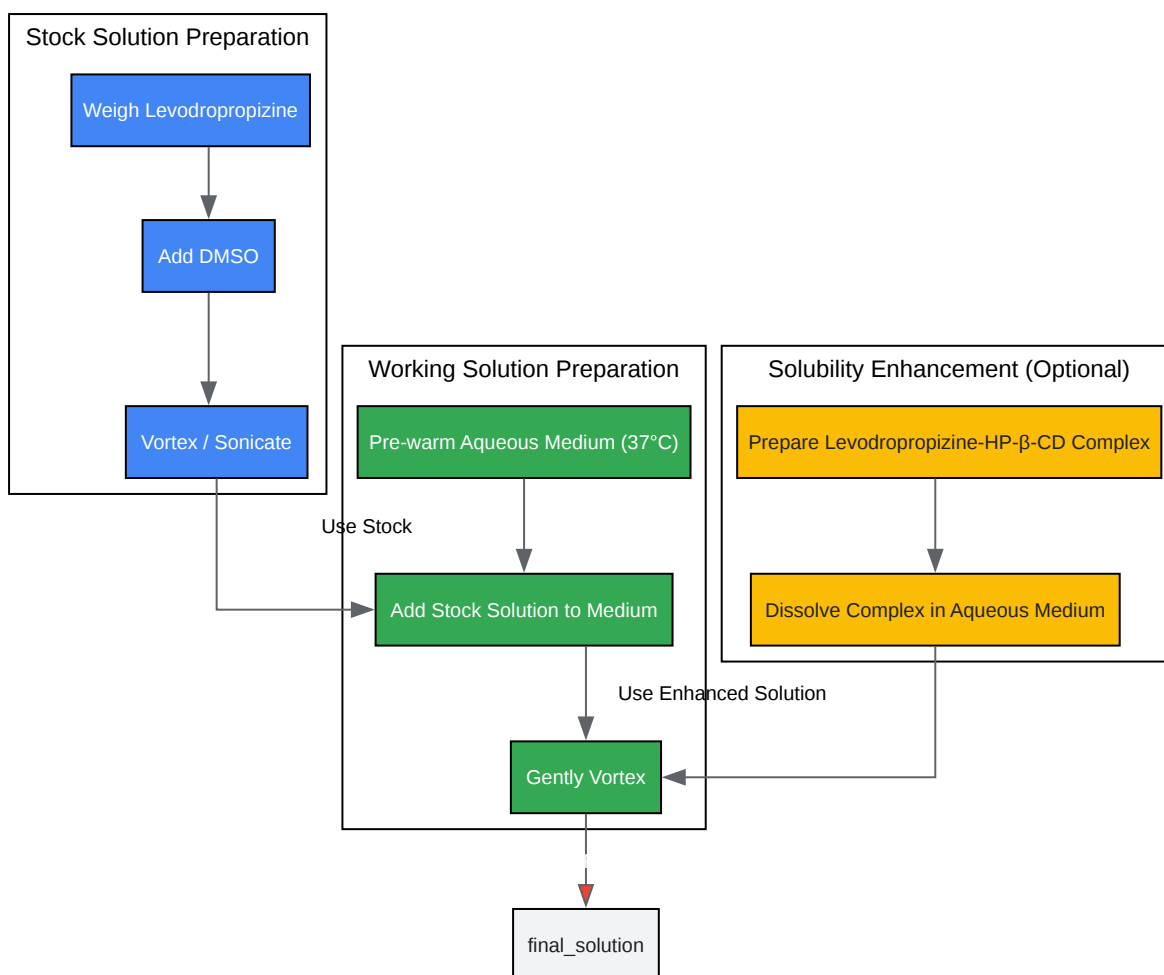 Stock Solution Preparation
Weigh Levodropropizine
Add DMSO
Vortex / Sonicate
Working Solution Preparation
Solubility Enhancement (Optional)
Pre-warm Aqueous Medium (37°C)
Prepare Levodropropizine-HP-β-CD Complex
Use Stock
Add Stock Solution to Medium
Dissolve Complex in Aqueous Medium
Use Enhanced Solution
Gently Vortex
final_solution